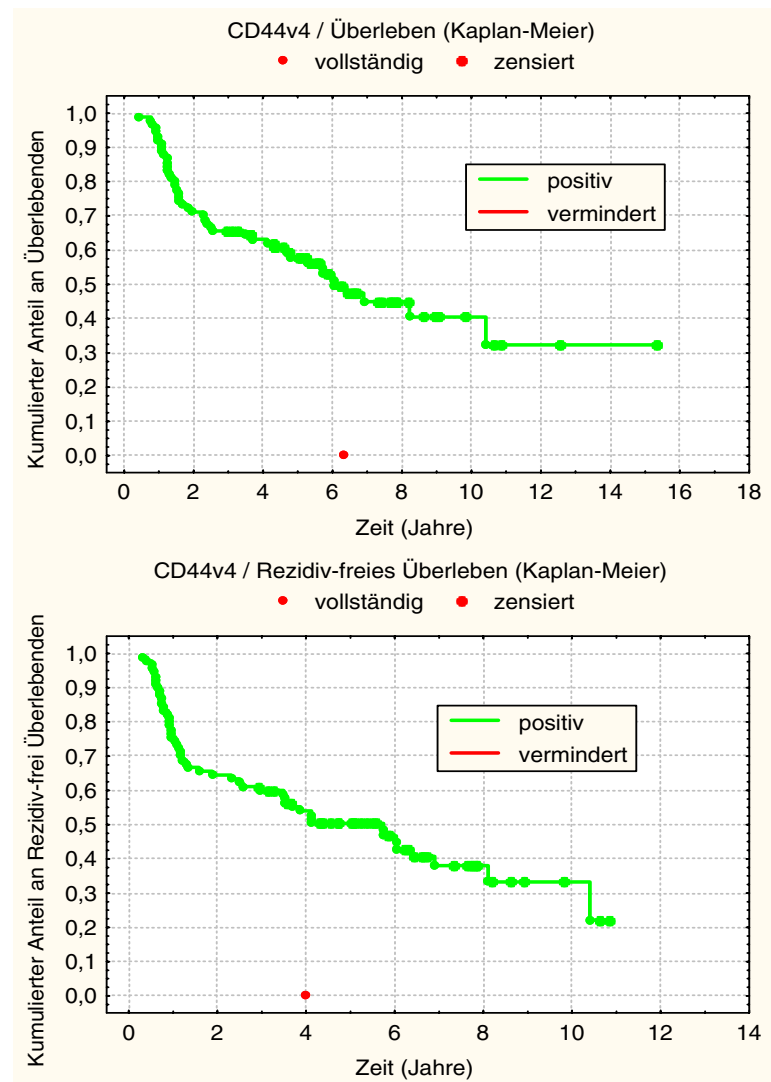 CD44v4 / Überleben (Kaplan-Meier)
vollständig zensiert
Kumulierter Anteil an Überlebenden
1,0
0,9
0,8
0,7
0,6
0,5
0,4
0,3
0,2
0,1
0,0
positiv
vermindert
0 2 4 6 8 10 12 14 16 18
Zeit (Jahre)
CD44v4 / Rezidiv-freies Überleben (Kaplan-Meier)
vollständig zensiert
Kumulierter Anteil an Rezidiv-frei Überlebenden
1,0
0,9
0,8
0,7
0,6
0,5
0,4
0,3
0,2
0,1
0,0
positiv
vermindert
0 2 4 6 8 10 12 14
Zeit (Jahre)